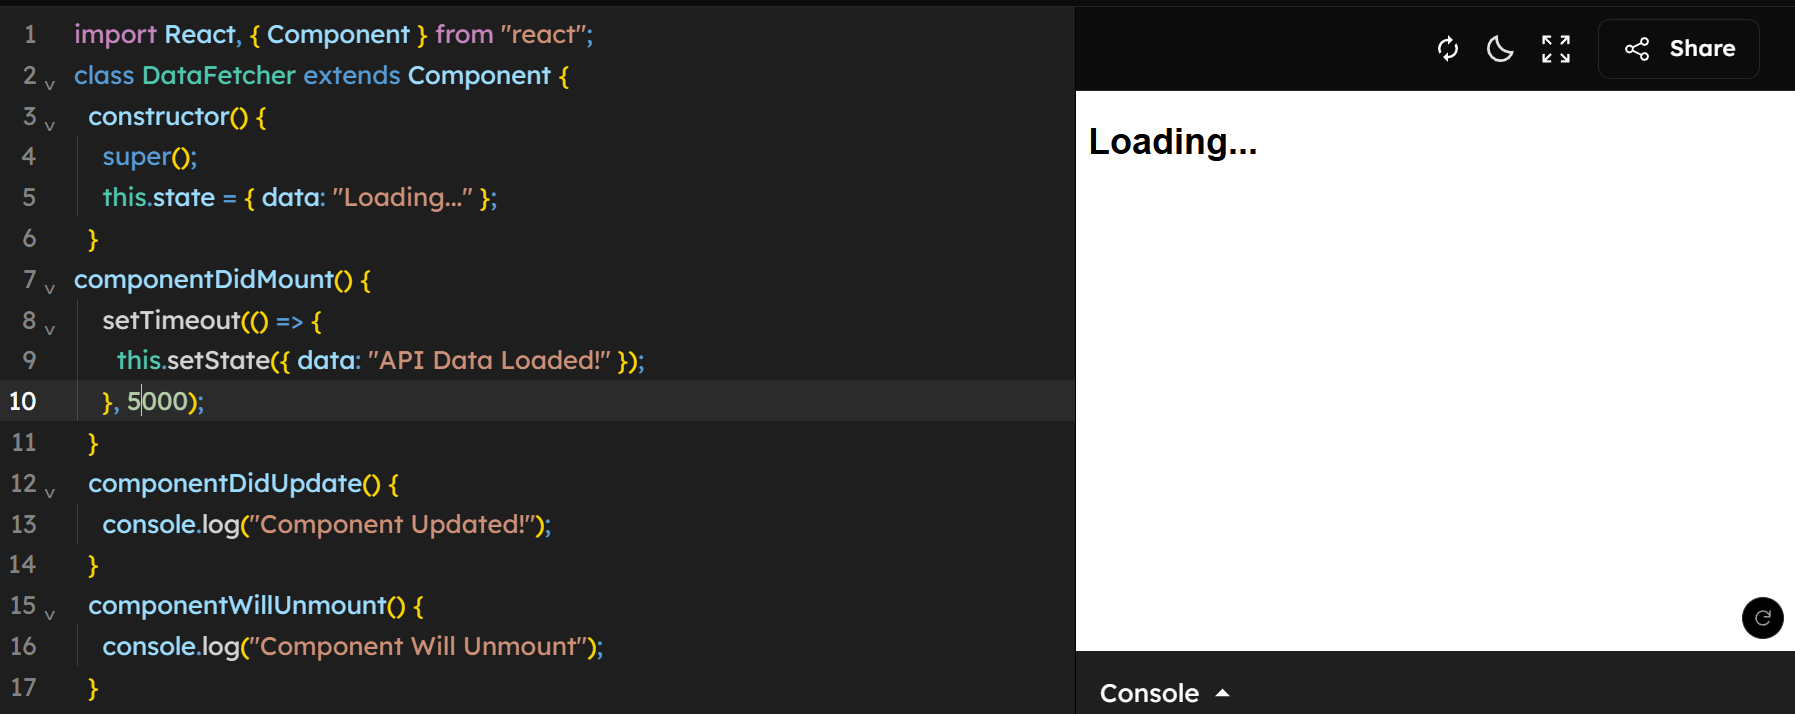 1 import React, { Component } from "react";
2 class DataFetcher extends Component {
3 constructor() {
4 super();
5 this.state = { data: "Loading..." };
6 }
7 componentDidMount() {
8 setTimeout(() => {
9 this.setState({ data: "API Data Loaded!" });
10 }, 5000);
11 }
12 componentDidUpdate() {
13 console.log("Component Updated!");
14 }
15 componentWillUnmount() {
16 console.log("Component Will Unmount");
17 }
Share
Loading...
Console